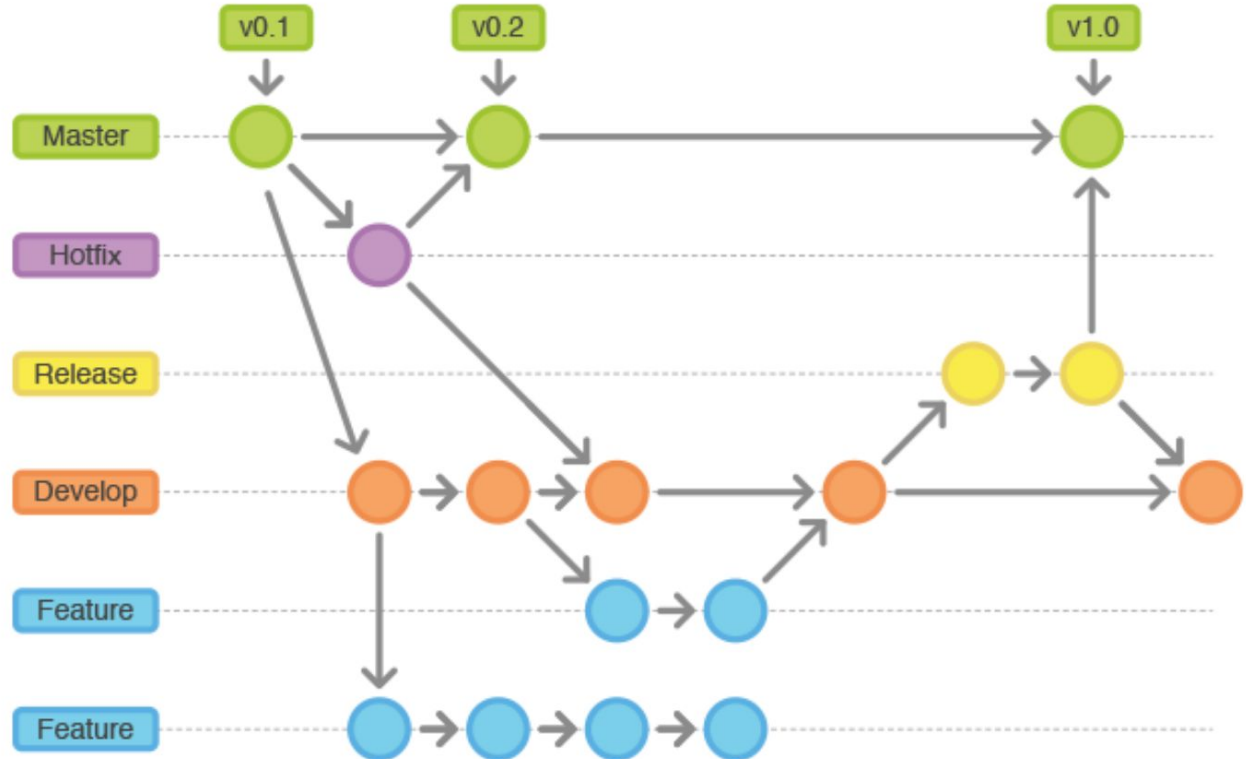 v0.1
v0.2
v1.0
Master
Hotfix
Release
Develop
Feature
Feature